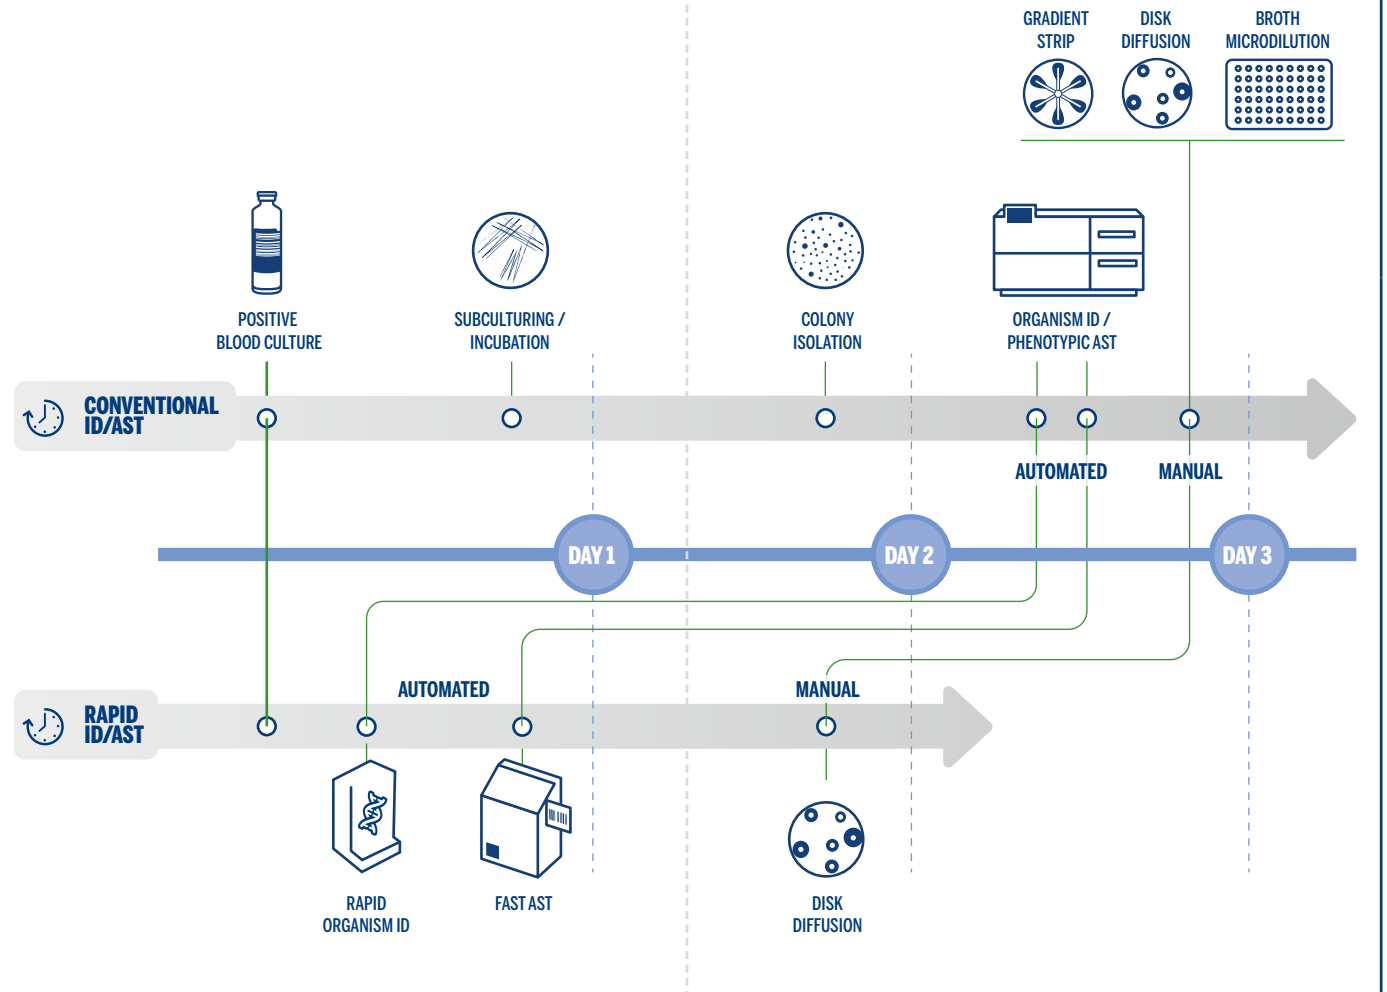 GRADIENT
STRIP
DISK
DIFFUSION
BROTH
MICRODILUTION
POSITIVE
BLOOD CULTURE
SUBCULTURING /
INCUBATION
COLONY
ISOLATION
ORGANISM ID /
PHENOTYPIC AST
CONVENTIONAL
ID/AST
AUTOMATED
MANUAL
DAY 1
DAY 2
DAY 3
AUTOMATED
MANUAL
RAPID
ID/AST
RAPID
ORGANISM ID
FAST AST
DISK
DIFFUSION